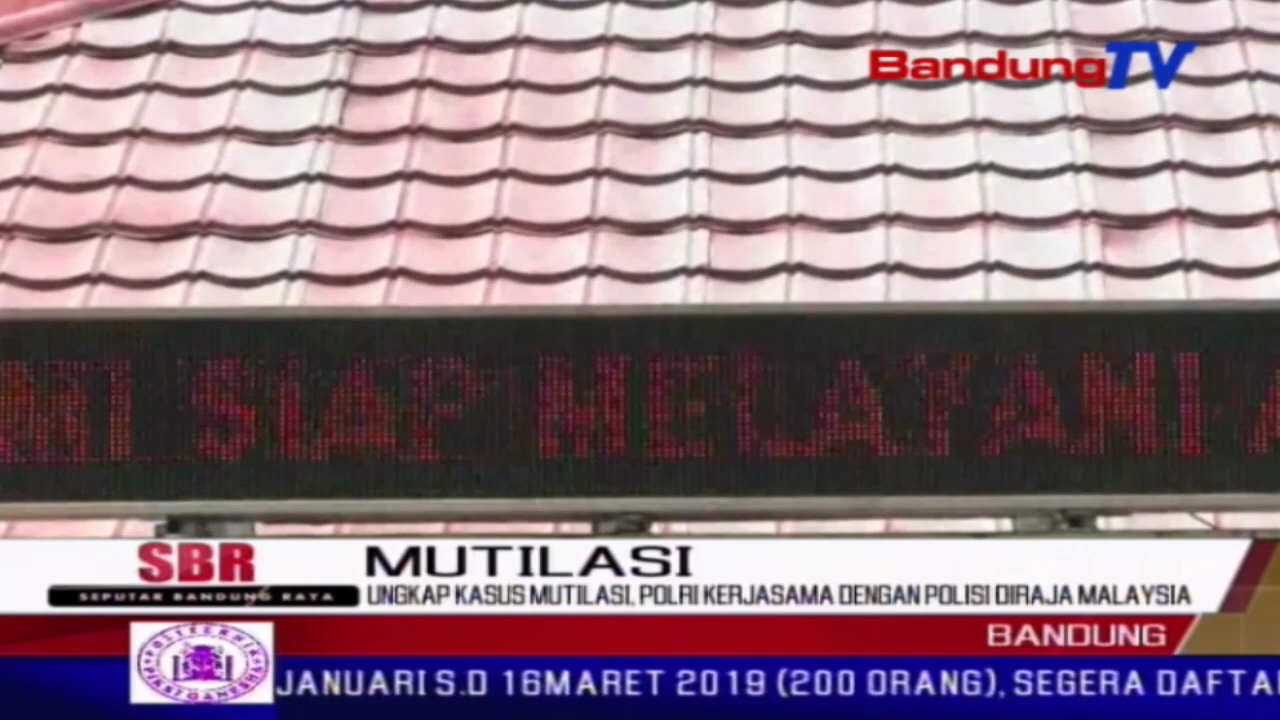 BandungTV
SIAP MELAYANI
SBR
SEPUTAR BANDUNG RAYA
MUTILASI
UNGKAP KASUS MUTILASI, POLRI KERJASAMA DENGAN POLISI DIRAJA MALAYSIA
BANDUNG
JANUARI S.D 16MARET 2019 (200 ORANG), SEGERA DAFTA